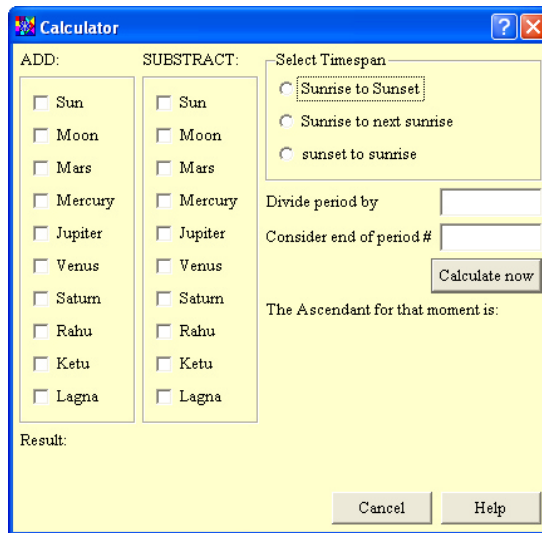 Calculator
ADD:
Sun
Moon
Mars
Mercury
Jupiter
Venus
Saturn
Rahu
Ketu
Lagna
SUBSTRACT:
Sun
Moon
Mars
Mercury
Jupiter
Venus
Saturn
Rahu
Ketu
Lagna
Select Timespan
Sunrise to Sunset
Sunrise to next sunrise
sunset to sunrise
Divide period by
Consider end of period #
Calculate now
The Ascendant for that moment is:
Result:
Cancel
Help